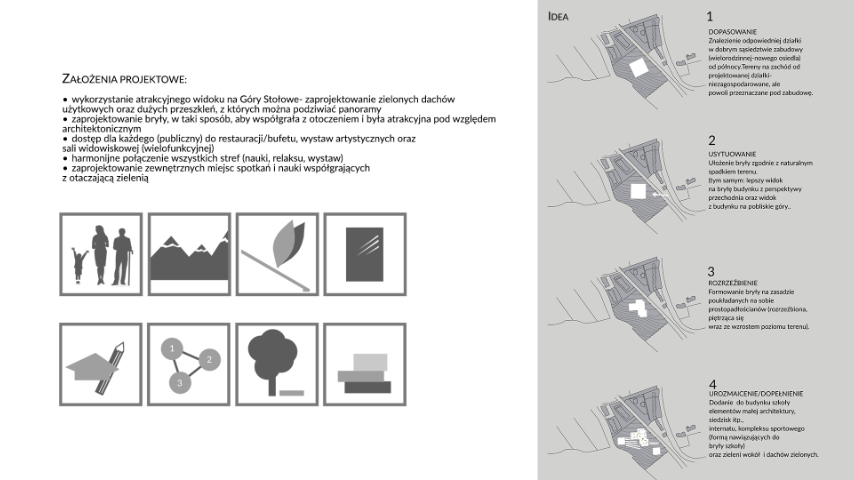 ZAŁOŻENIA PROJEKTOWE:
• wykorzystanie atrakcyjnego widoku na Góry Stołowe- zaprojektowanie zielonych dachów
użytkowych oraz dużych przeszkleń, z których można podziwiać panoramy
• zaprojektowanie bryły, w taki sposób, aby współgrała z otoczeniem i była atrakcyjna pod względem
architektonicznym
• dostęp dla każdego (publiczny) do restauracji/bufetu, wystaw artystycznych oraz
sali widowiskowej (wielofunkcyjnej)
• harmonijne połączenie wszystkich stref (nauki, relaksu, wystaw)
• zaprojektowanie zewnętrznych miejsc spotkań i nauki współgrających
z otaczającą zielenią
1
2
3
IDEA
1
DOPASOWANIE
Znalezienie odpowiedniej działki
w dobrym sąsiedztwie zabudowy
(wielorodzinnej-nowego osiedla)
od północy.Tereny na zachód od
projektowanej działki-
niezagospodarowane, ale
powoli przeznaczane pod zabudowę.
2
USYTUOWANIE
Ułożenie bryły zgodnie z naturalnym
spadkiem terenu.
(tym samym: lepszy widok
na bryłę budynku z perspektywy
przechodnia oraz widok
z budynku na pobliskie góry..
3
ROZRZEŹBIENIE
Formowanie bryły na zasadzie
poukładanych na sobie
prostopadłościanów (rozrzeźbiona,
piętrząca się
wraz ze wzrostem poziomu terenu).
4
UROZMAICENIE/DOPEŁNIENIE
Dodanie do budynku szkoły
elementów małej architektury,
siedzisk itp.,
internatu, kompleksu sportowego
(formą nawiązujących do
bryły szkoły)
oraz zieleni wokół i dachów zielonych.